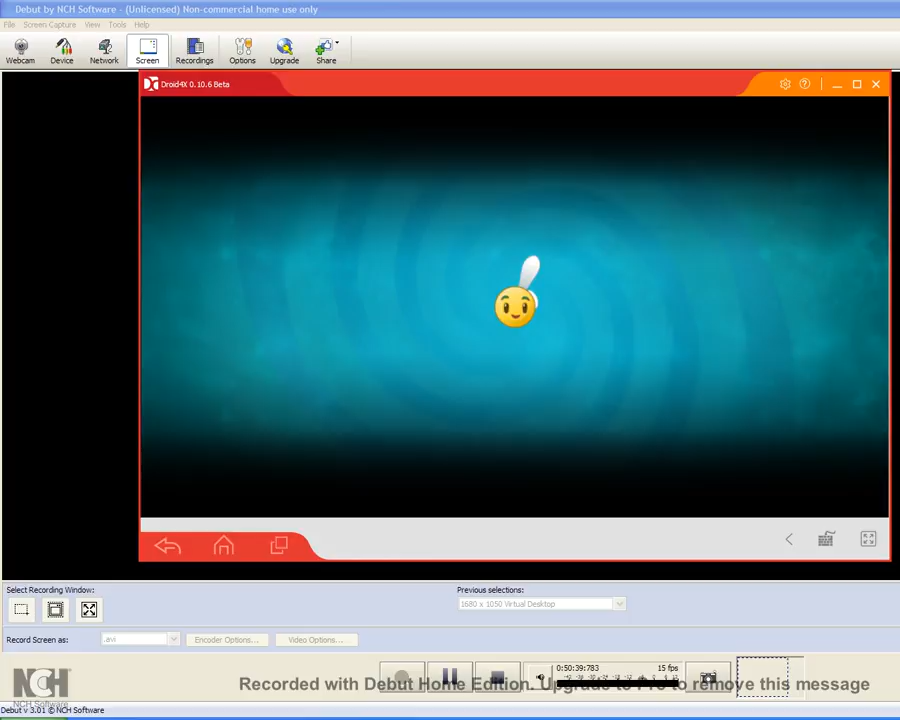 Debut by NCH Software - (Unlicensed) Non-commercial home use only
File Screen Capture View Tools Help
Webcam Device Network Screen Recordings Options Upgrade Share
Droid4X 0.10.6 Beta
Select Recording Window:
Previous selections:
1680 x 1050 Virtual Desktop
Record Screen as:
.avi
Encoder Options...
Video Options...
0:50:39:783
15 fps
NCH
NCH Software
Recorded with Debut Home Edition. Upgrade to Pro to remove this message
Debut v 3.01 © NCH Software